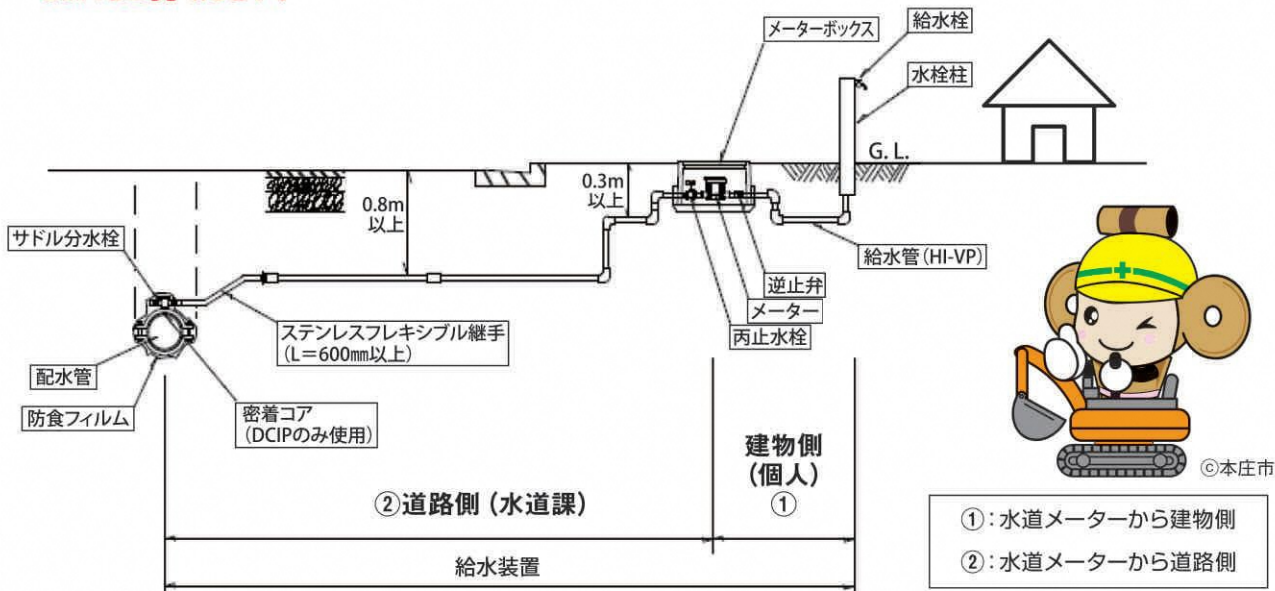 メーターボックス
給水栓
水栓柱
G. L.
0.3m
以上
0.8m
以上
サドル分水栓
給水管(HI-VP)
逆止弁
メーター
丙止水栓
ステンレスフレキシブル継手
(L=600㎜以上)
配水管
防食フィルム
密着コア
(DCIPのみ使用)
建物側
(個人)
①
②道路側(水道課)
給水装置
©本庄市
①:水道メーターから建物側
②:水道メーターから道路側